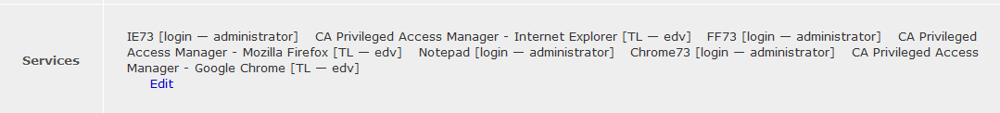 Services
IE73 [login — administrator]    CA Privileged Access Manager - Internet Explorer [TL — edv]    FF73 [login — administrator]    CA Privileged
Access Manager - Mozilla Firefox [TL — edv]    Notepad [login — administrator]    Chrome73 [login — administrator]    CA Privileged Access
Manager - Google Chrome [TL — edv]
Edit